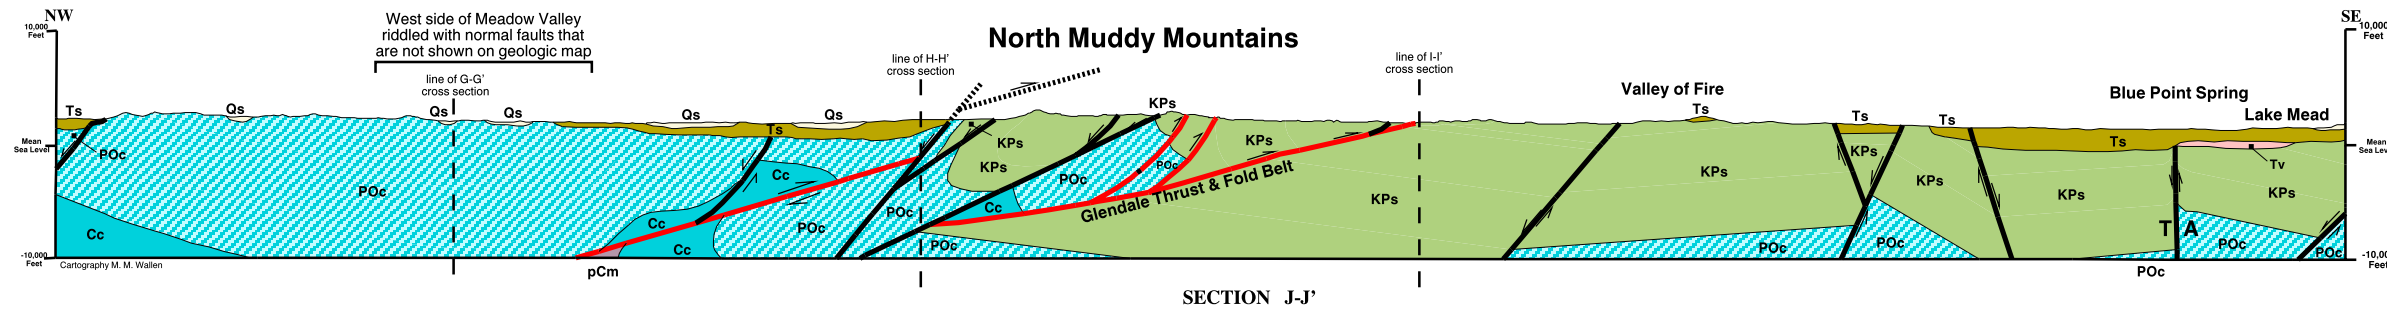 NW
10,000
Feet
West side of Meadow Valley
riddled with normal faults that
are not shown on geologic map
line of G-G'
cross section
line of H-H'
cross section
North Muddy Mountains
line of I-I'
cross section
Valley of Fire
Blue Point Spring
Lake Mead
SE
10,000
Feet
Ts
Qs
Qs
Qs
Qs
Qs
Ts
KPs
Ts
Ts
Ts
Ts
Tv
Mean
Sea Level
Mean
Sea Leve
POc
POc
Cc
Cc
Cc
Cc
POc
POc
POc
KPs
KPs
Cc
POc
POc
KPs
Glendale Thrust & Fold Belt
KPs
KPs
KPs
KPs
KPs
KPs
POc
POc
T A
POc
POc
POc
-10,000
Feet
-10,00
Feet
Cartography M. M. Wallen
pCm
SECTION J-J'